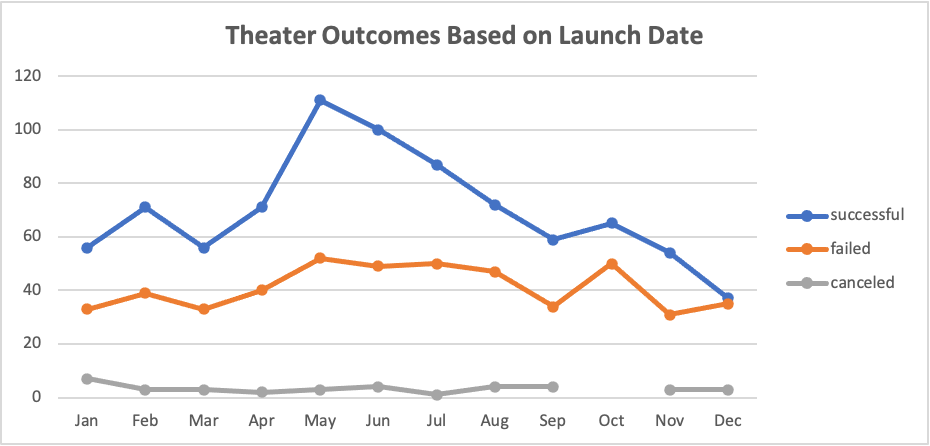 Theater Outcomes Based on Launch Date
120
100
80
60
40
20
0
Jan Feb Mar Apr May Jun Jul Aug Sep Oct Nov Dec
successful
failed
canceled